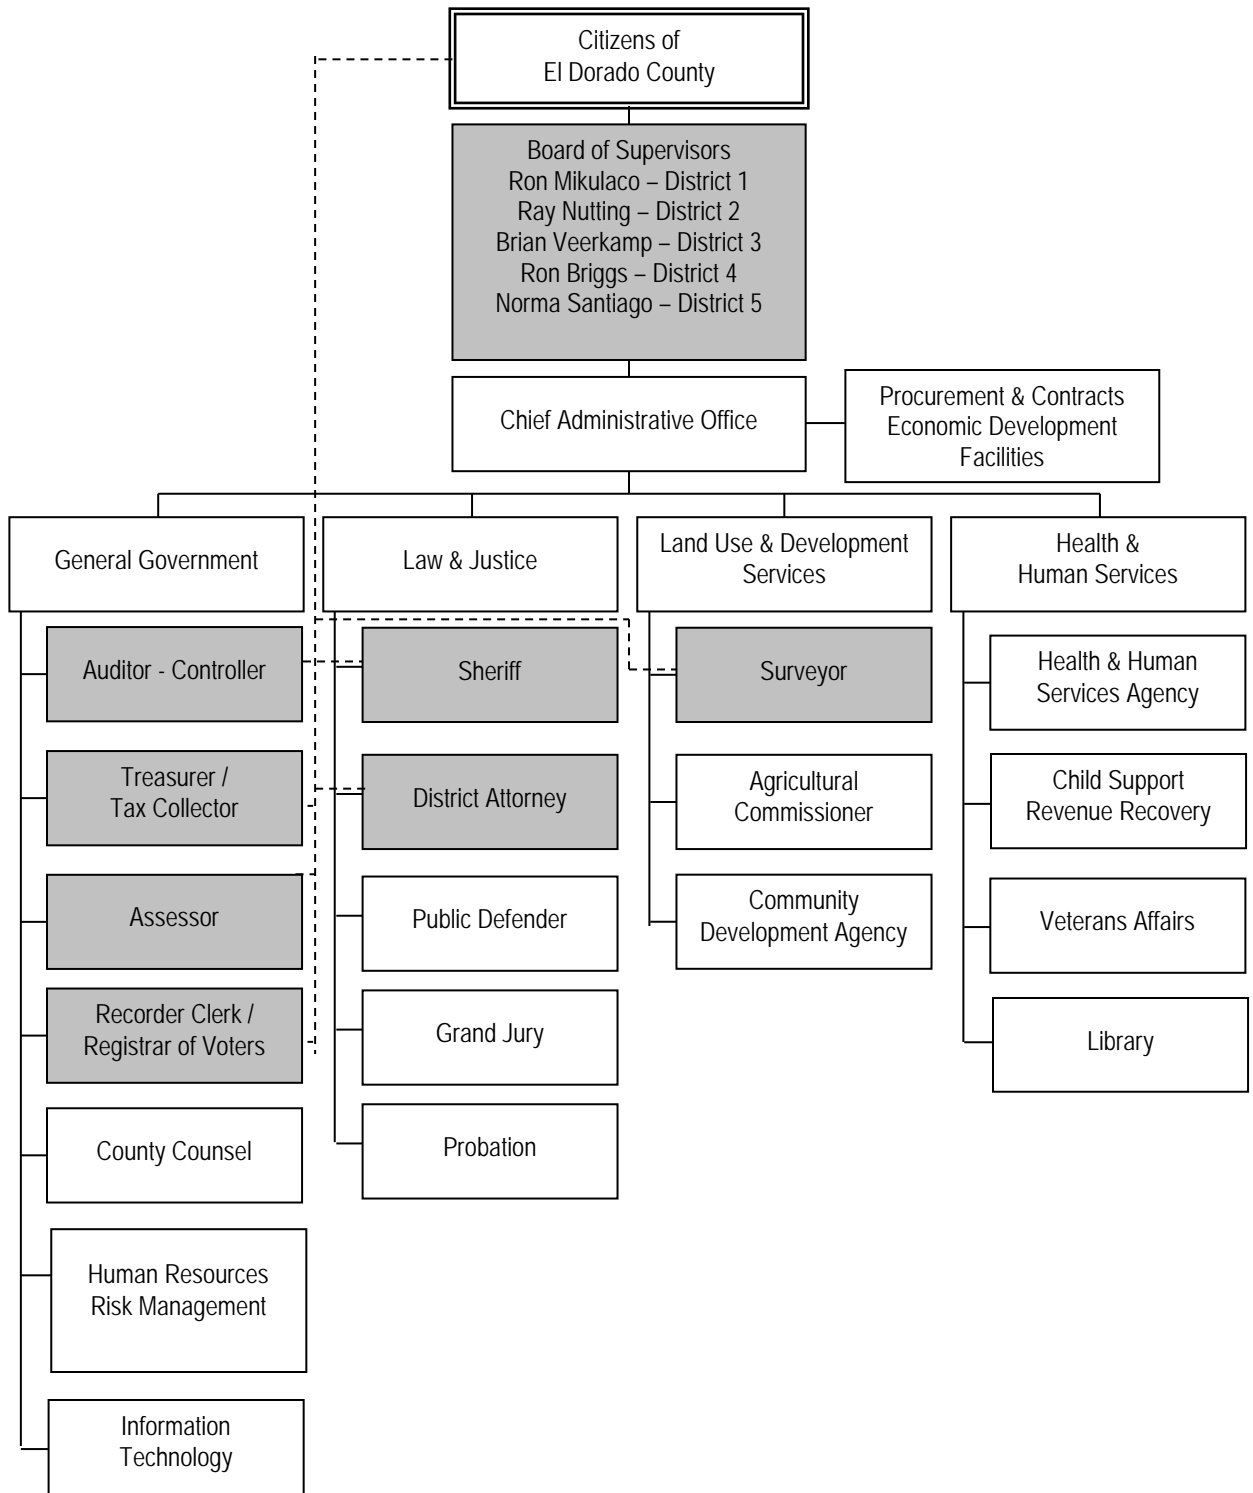 Citizens of
El Dorado County
Board of Supervisors
Ron Mikulaco – District 1
Ray Nutting – District 2
Brian Veerkamp – District 3
Ron Briggs – District 4
Norma Santiago – District 5
Chief Administrative Office
Procurement & Contracts
Economic Development
Facilities
General Government
Auditor - Controller
Treasurer /
Tax Collector
Assessor
Recorder Clerk /
Registrar of Voters
County Counsel
Human Resources
Risk Management
Information
Technology
Law & Justice
Sheriff
District Attorney
Public Defender
Grand Jury
Probation
Land Use & Development
Services
Surveyor
Agricultural
Commissioner
Community
Development Agency
Health &
Human Services
Health & Human
Services Agency
Child Support
Revenue Recovery
Veterans Affairs
Library